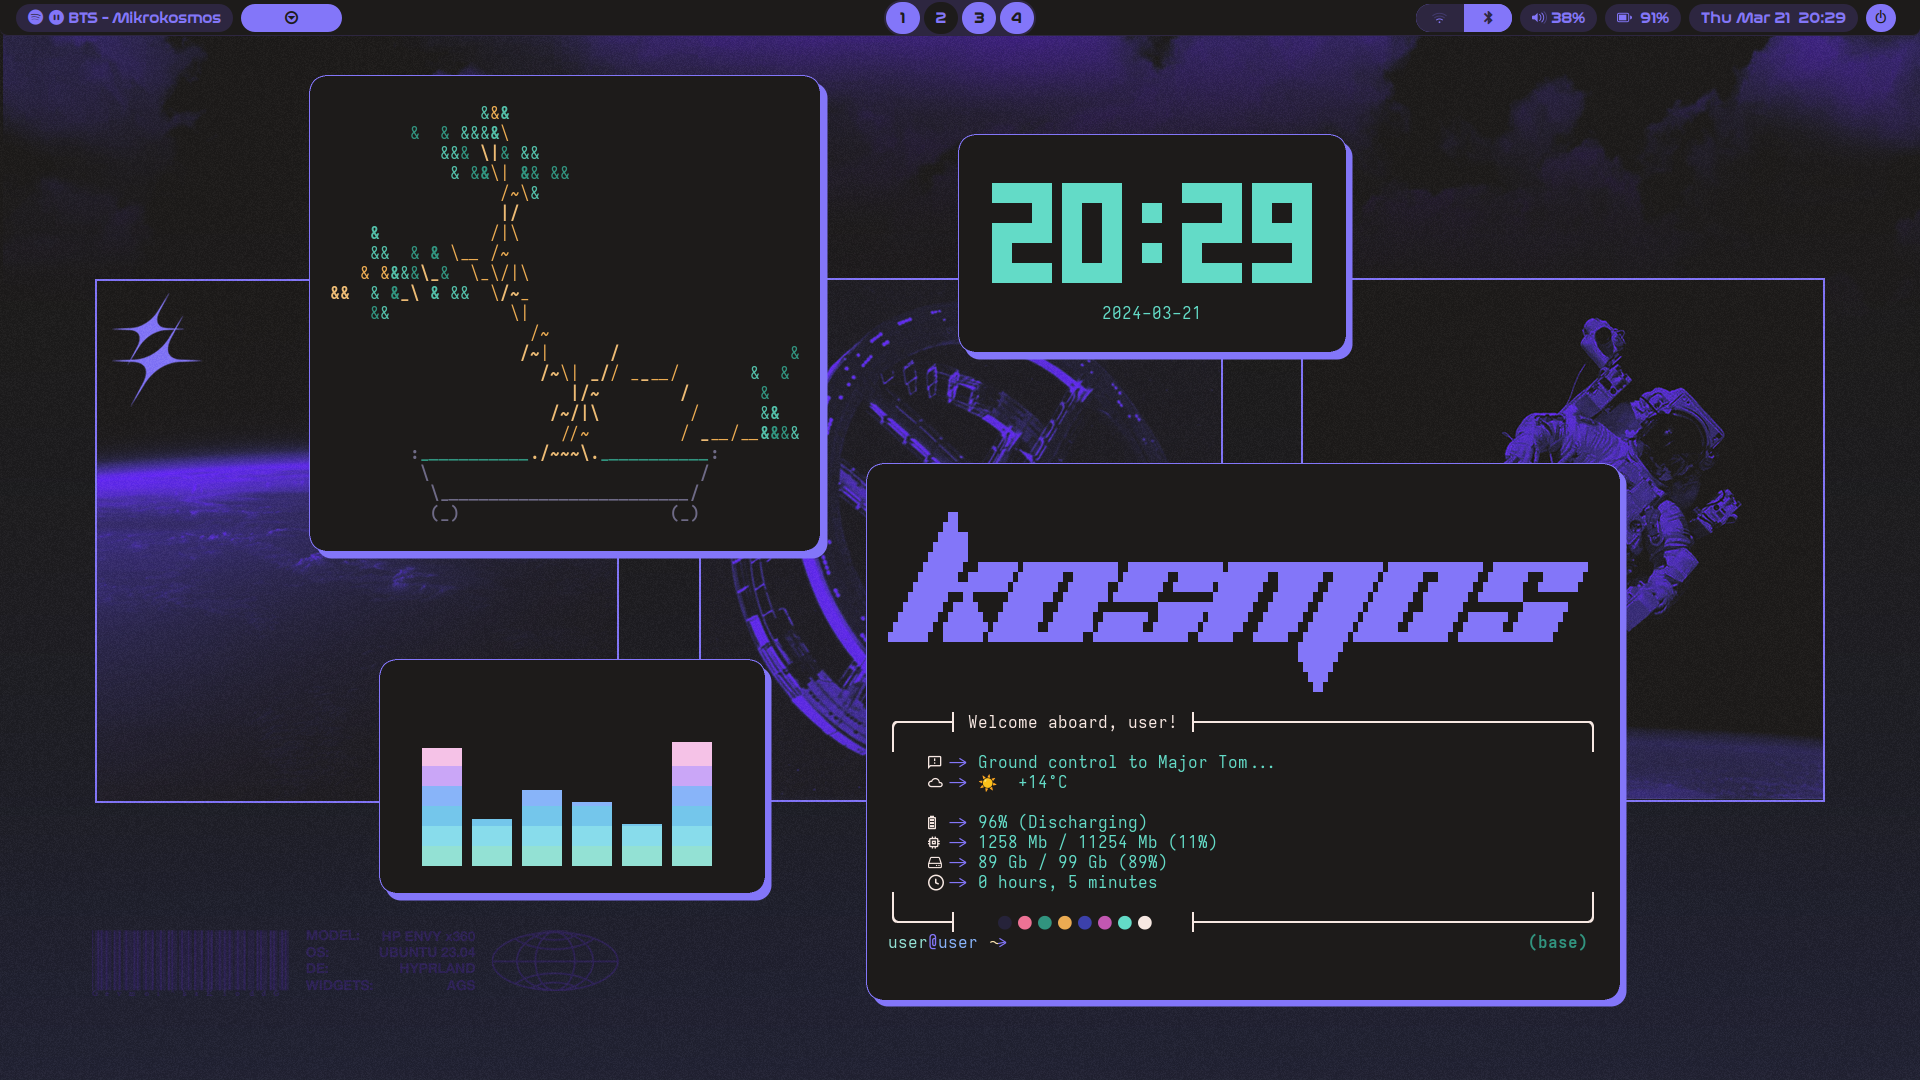 BTS - Mikrokosmos
1 2 3 4
38%
91%
Thu Mar 21 20:29
20:29
2024-03-21
kosmos
Welcome aboard, user!
Ground control to Major Tom...
+14°C
96% (Discharging)
1258 Mb / 11254 Mb (11%)
89 Gb / 99 Gb (89%)
0 hours, 5 minutes
user@user ~>
(base)
MODEL: HP ENVY x360
OS: UBUNTU 23.04
DE: HYPRLAND
WIDGETS: AGS